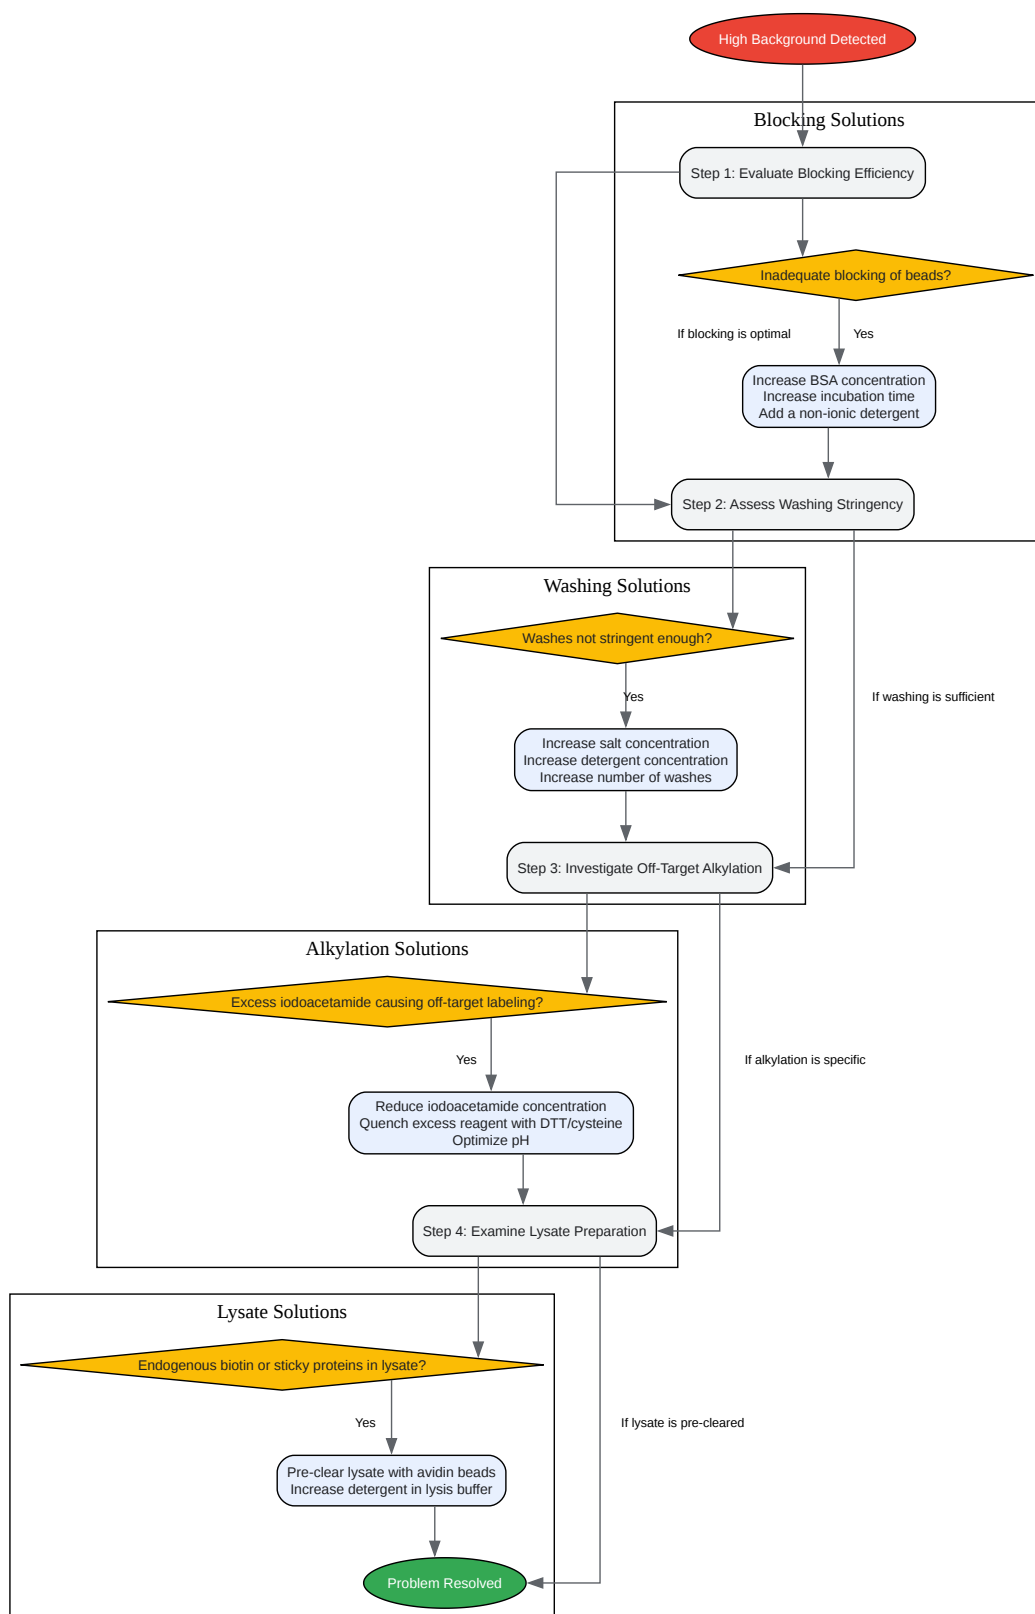 High Background Detected
Blocking Solutions
Step 1: Evaluate Blocking Efficiency
Inadequate blocking of beads?
If blocking is optimal
Yes
Increase BSA concentration
Increase incubation time
Add a non-ionic detergent
Step 2: Assess Washing Stringency
Washing Solutions
Washes not stringent enough?
Yes
If washing is sufficient
Increase salt concentration
Increase detergent concentration
Increase number of washes
Step 3: Investigate Off-Target Alkylation
Alkylation Solutions
Excess iodoacetamide causing off-target labeling?
Yes
If alkylation is specific
Reduce iodoacetamide concentration
Quench excess reagent with DTT/cysteine
Optimize pH
Step 4: Examine Lysate Preparation
Lysate Solutions
Endogenous biotin or sticky proteins in lysate?
Yes
If lysate is pre-cleared
Pre-clear lysate with avidin beads
Increase detergent in lysis buffer
Problem Resolved